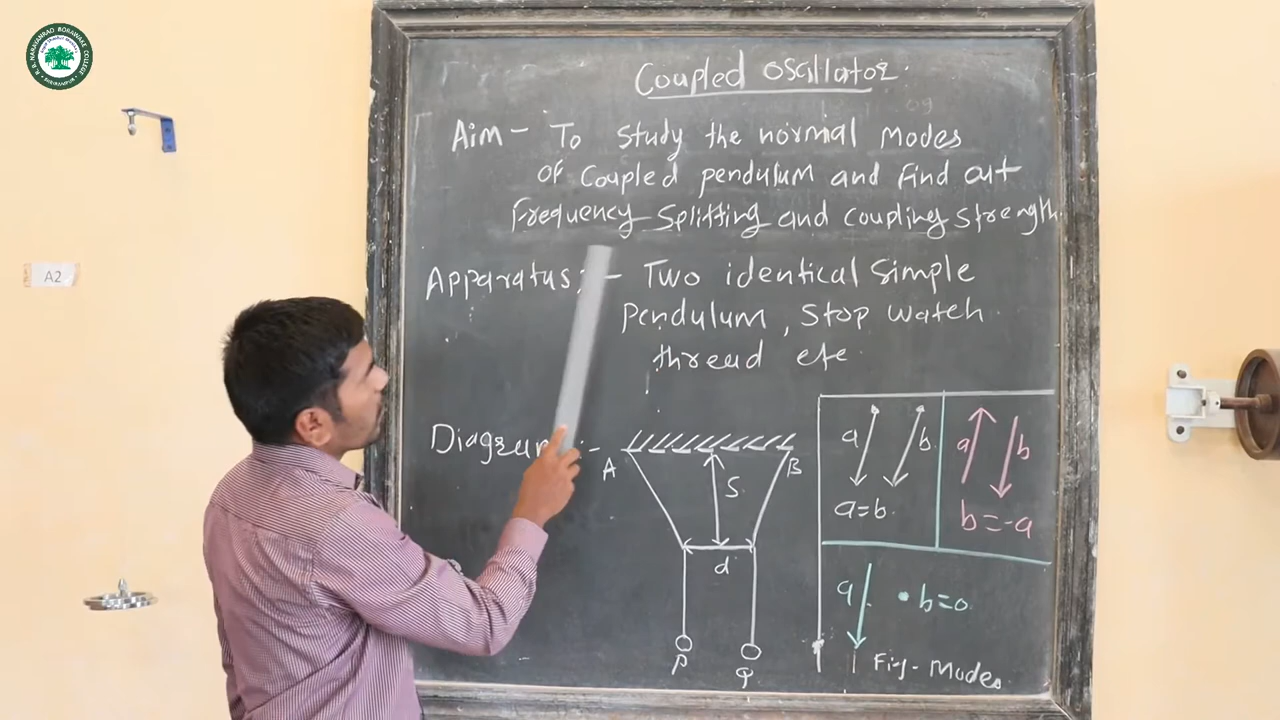 Coupled oscillator.
Aim - To study the normal modes
of coupled pendulum and find out
frequency splitting and coupling strength.
Apparatus :- Two identical simple
pendulum, stop watch
thread etc
Diagram :-
A
B
S
d
P
Q
a b
a=b
a b
b=-a
a b=0
Fig- Modes
A2